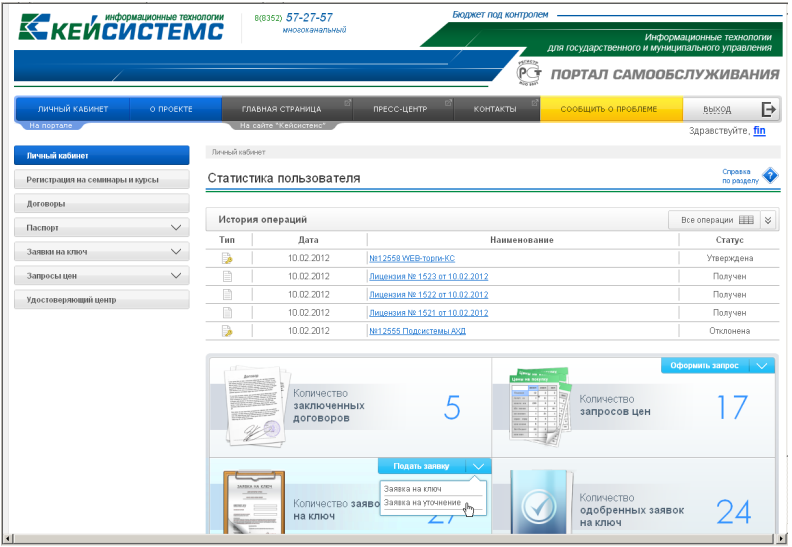 КЕЙСИСТЕМС
информационные технологии
8(8352) 57-27-57
многоканальный
Бюджет под контролем
Информационные технологии
для государственного и муниципального управления
ПОРТАЛ САМООБСЛУЖИВАНИЯ
ЛИЧНЫЙ КАБИНЕТ
О ПРОЕКТЕ
ГЛАВНАЯ СТРАНИЦА
ПРЕСС-ЦЕНТР
КОНТАКТЫ
СООБЩИТЬ О ПРОБЛЕМЕ
ВЫХОД
На портале
На сайте "Кейсистемс"
Здравствуйте, fin
Личный кабинет
Регистрация на семинары и курсы
Договоры
Паспорт
Заявки на ключ
Запросы цен
Удостоверяющий центр
Личный кабинет
Статистика пользователя
Справка
по разделу
История операций
Все операции
Тип Дата Наименование Статус
10.02.2012 №12558 WEB-торги-КС Утверждена
10.02.2012 Лицензия № 1523 от 10.02.2012 Получен
10.02.2012 Лицензия № 1522 от 10.02.2012 Получен
10.02.2012 Лицензия № 1521 от 10.02.2012 Получен
10.02.2012 №12555 Подсистемы АХД Отклонена
Количество
заключенных
договоров
5
Оформить запрос
Количество
запросов цен
17
Подать заявку
Заявка на ключ
Заявка на уточнение
Количество заяво
на ключ
27
Количество
одобренных заявок
на ключ
24